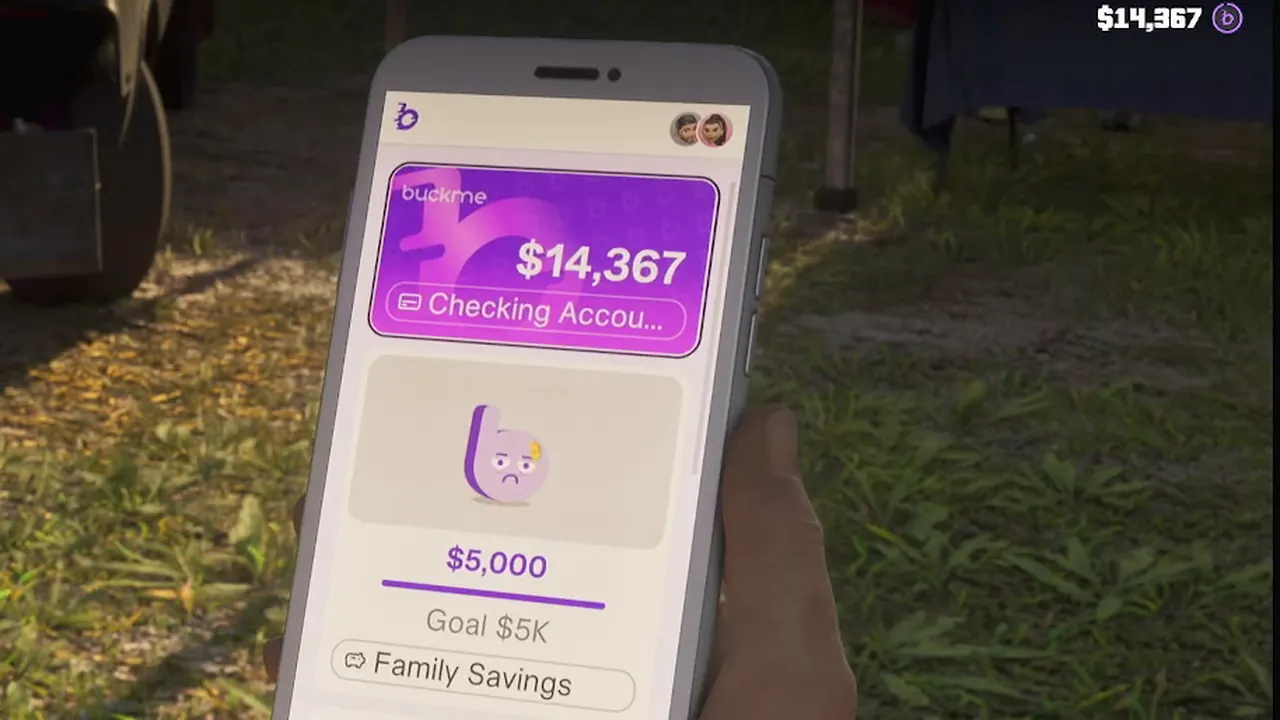 $14,367
buckme
$14,367
Checking Accou...
$5,000
Goal $5K
Family Savings